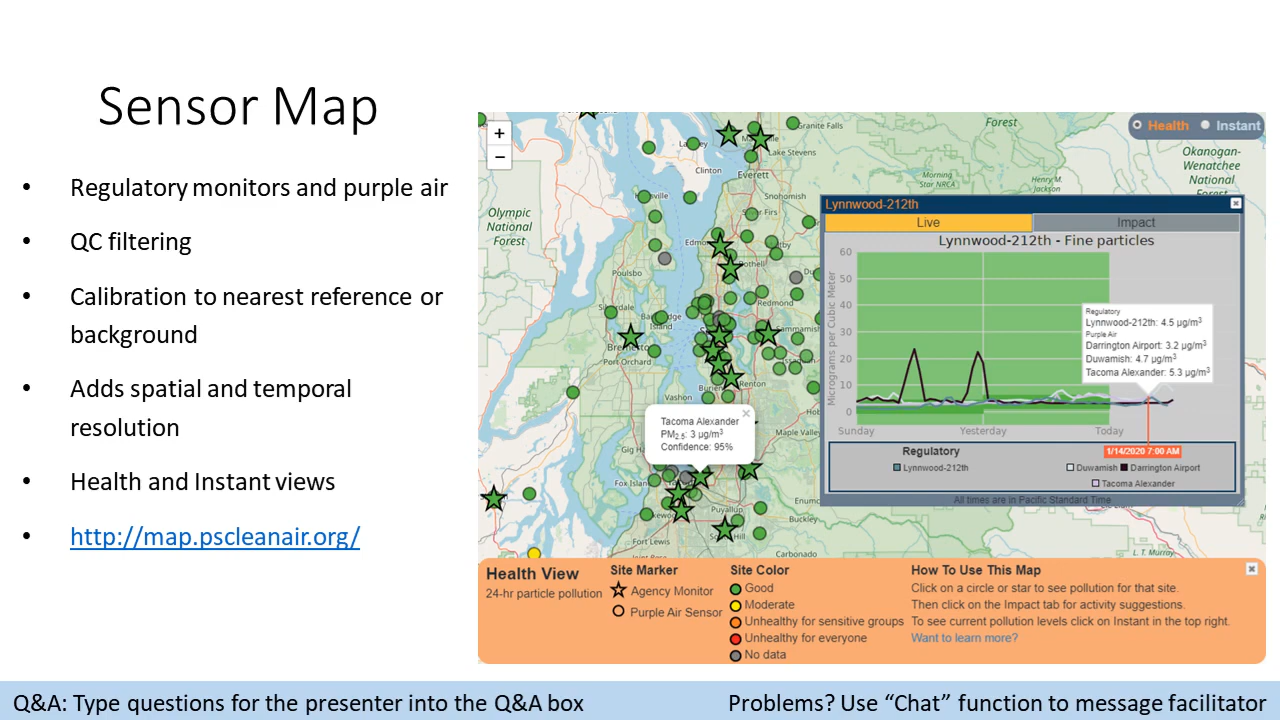 Sensor Map
• Regulatory monitors and purple air
• QC filtering
• Calibration to nearest reference or
background
• Adds spatial and temporal
resolution
• Health and Instant views
• http://map.pscleanair.org/
+
−
Health Instant
Forest
Granite Falls
Lake Stevens
Clinton
Everett
Snohomish
Morning
Star NRCA
Henry M.
Jackson
Okanogan-
Wenatchee
National
Olympic
National
Forest
Poulsbo
Redmond
Sammamish
Port Orchard
Renton
Vashon
Maple Valley
Fox Island
Puyallup
Buckley
Fort Lewis
Carbonado
L. T. Murray
Tacoma Alexander
PM2.5: 3 µg/m³
Confidence: 95%
Lynnwood-212th
Live Impact
Lynnwood-212th - Fine particles
Micrograms per Cubic Meter
60
50
40
30
20
10
0
Sunday Yesterday Today
Regulatory
Lynnwood-212th: 4.5 µg/m³
Purple Air
Darrington Airport: 3.2 µg/m³
Duwamish: 4.7 µg/m³
Tacoma Alexander: 5.3 µg/m³
1/14/2020 7:00 AM
Regulatory
Lynnwood-212th
Duwamish Darrington Airport
Tacoma Alexander
All times are in Pacific Standard Time
Health View
24-hr particle pollution
Site Marker
Agency Monitor
Purple Air Sensor
Site Color
Good
Moderate
Unhealthy for sensitive groups
Unhealthy for everyone
No data
How To Use This Map
Click on a circle or star to see pollution for that site.
Then click on the Impact tab for activity suggestions.
To see current pollution levels click on Instant in the top right.
Want to learn more?
Q&A: Type questions for the presenter into the Q&A box
Problems? Use “Chat” function to message facilitator